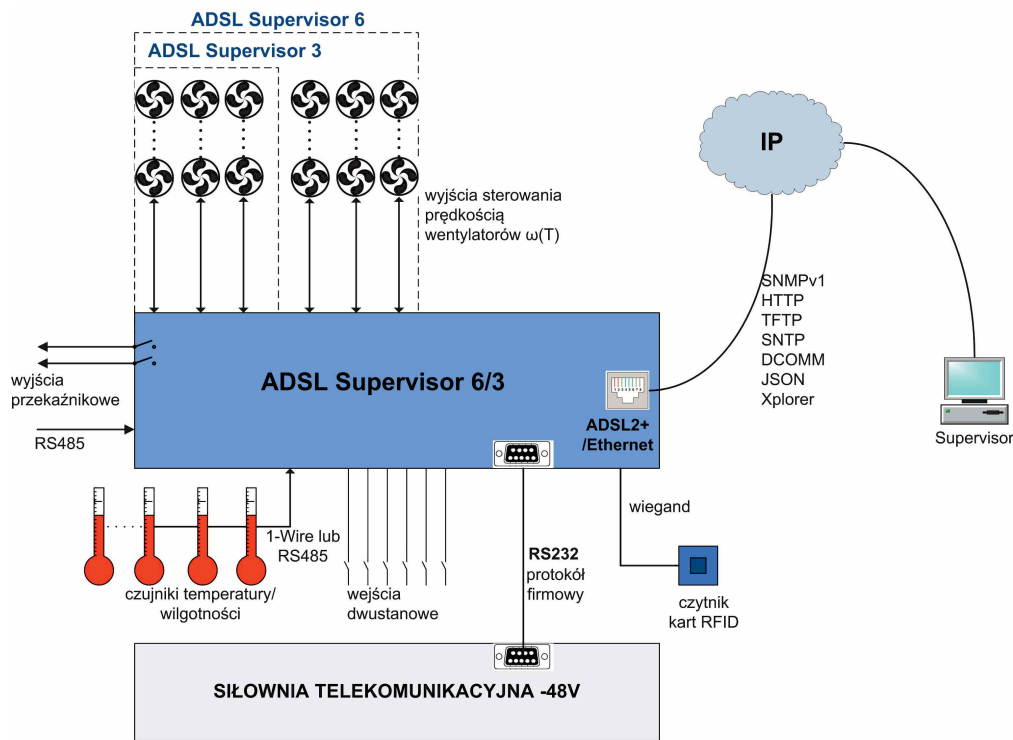 ADSL Supervisor 6
ADSL Supervisor 3
wyjścia sterowania
prędkością
wentylatorów ω(T)
IP
SNMPv1
HTTP
TFTP
SNTP
DCOMM
JSON
Xplorer
Supervisor
wyjścia
przekaźnikowe
RS485
ADSL Supervisor 6/3
ADSL2+
/Ethernet
1-Wire lub
RS485
czujniki temperatury/
wilgotności
wejścia
dwustanowe
RS232
protokół
firmowy
wiegand
czytnik
kart RFID
SIŁOWNIA TELEKOMUNIKACYJNA -48V